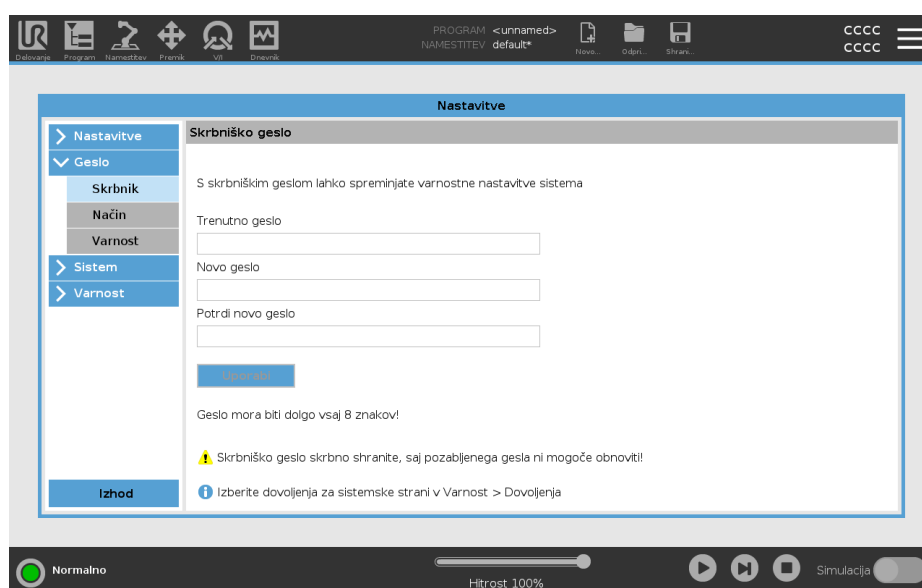 UR
PROGRAM <unnamed>
NAMESTITEV default*
Delovanje Program Namestitev Premik V/I Dnevnik
Novo... Odpri... Shrani...
CCCC
CCCC
Nastavitve
Nastavitve
Geslo
Skrbnik
Način
Varnost
Sistem
Varnost
Izhod
Skrbniško geslo
S skrbniškim geslom lahko spreminjate varnostne nastavitve sistema
Trenutno geslo
Novo geslo
Potrdi novo geslo
Uporabi
Geslo mora biti dolgo vsaj 8 znakov!
Skrbniško geslo skrbno shranite, saj pozabljenega gesla ni mogoče obnoviti!
Izberite dovoljenja za sistemske strani v Varnost > Dovoljenja
Normalno
Hitrost 100%
Simulacija